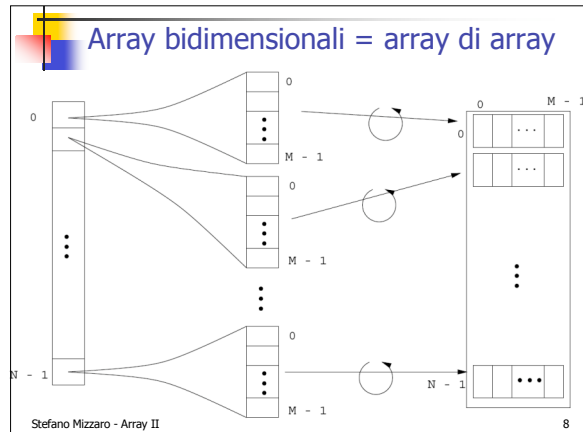 Array bidimensionali = array di array
0
M - 1
0
M - 1
0
N - 1
0
M - 1
0
M - 1
0
...
...
N - 1
Stefano Mizzaro - Array II
8